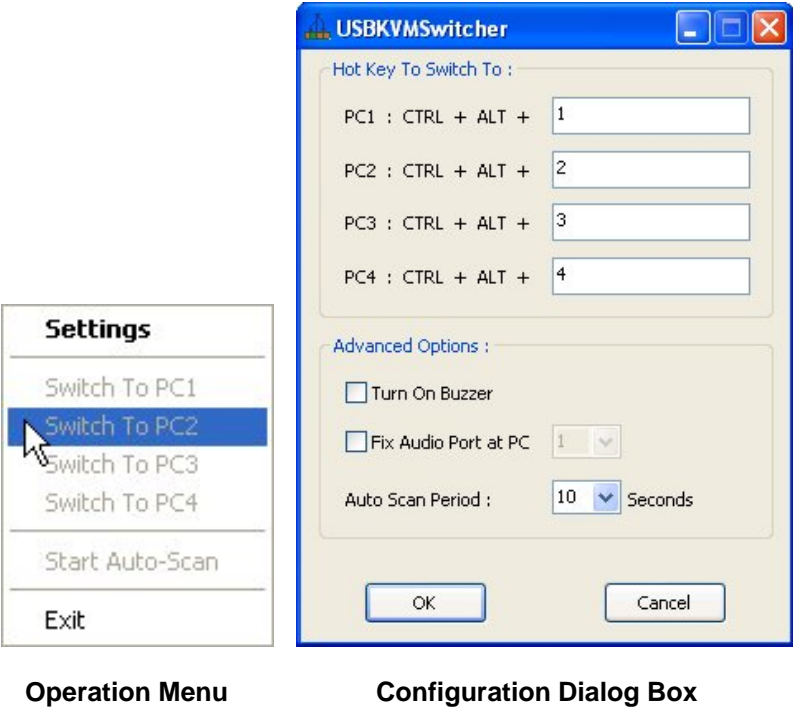 USBKVMSwitcher
Hot Key To Switch To :
PC1 : CTRL + ALT + 1
PC2 : CTRL + ALT + 2
PC3 : CTRL + ALT + 3
PC4 : CTRL + ALT + 4
Advanced Options :
Turn On Buzzer
Fix Audio Port at PC 1
Auto Scan Period : 10 Seconds
OK Cancel
Settings
Switch To PC1
Switch To PC2
Switch To PC3
Switch To PC4
Start Auto-Scan
Exit
Operation Menu
Configuration Dialog Box